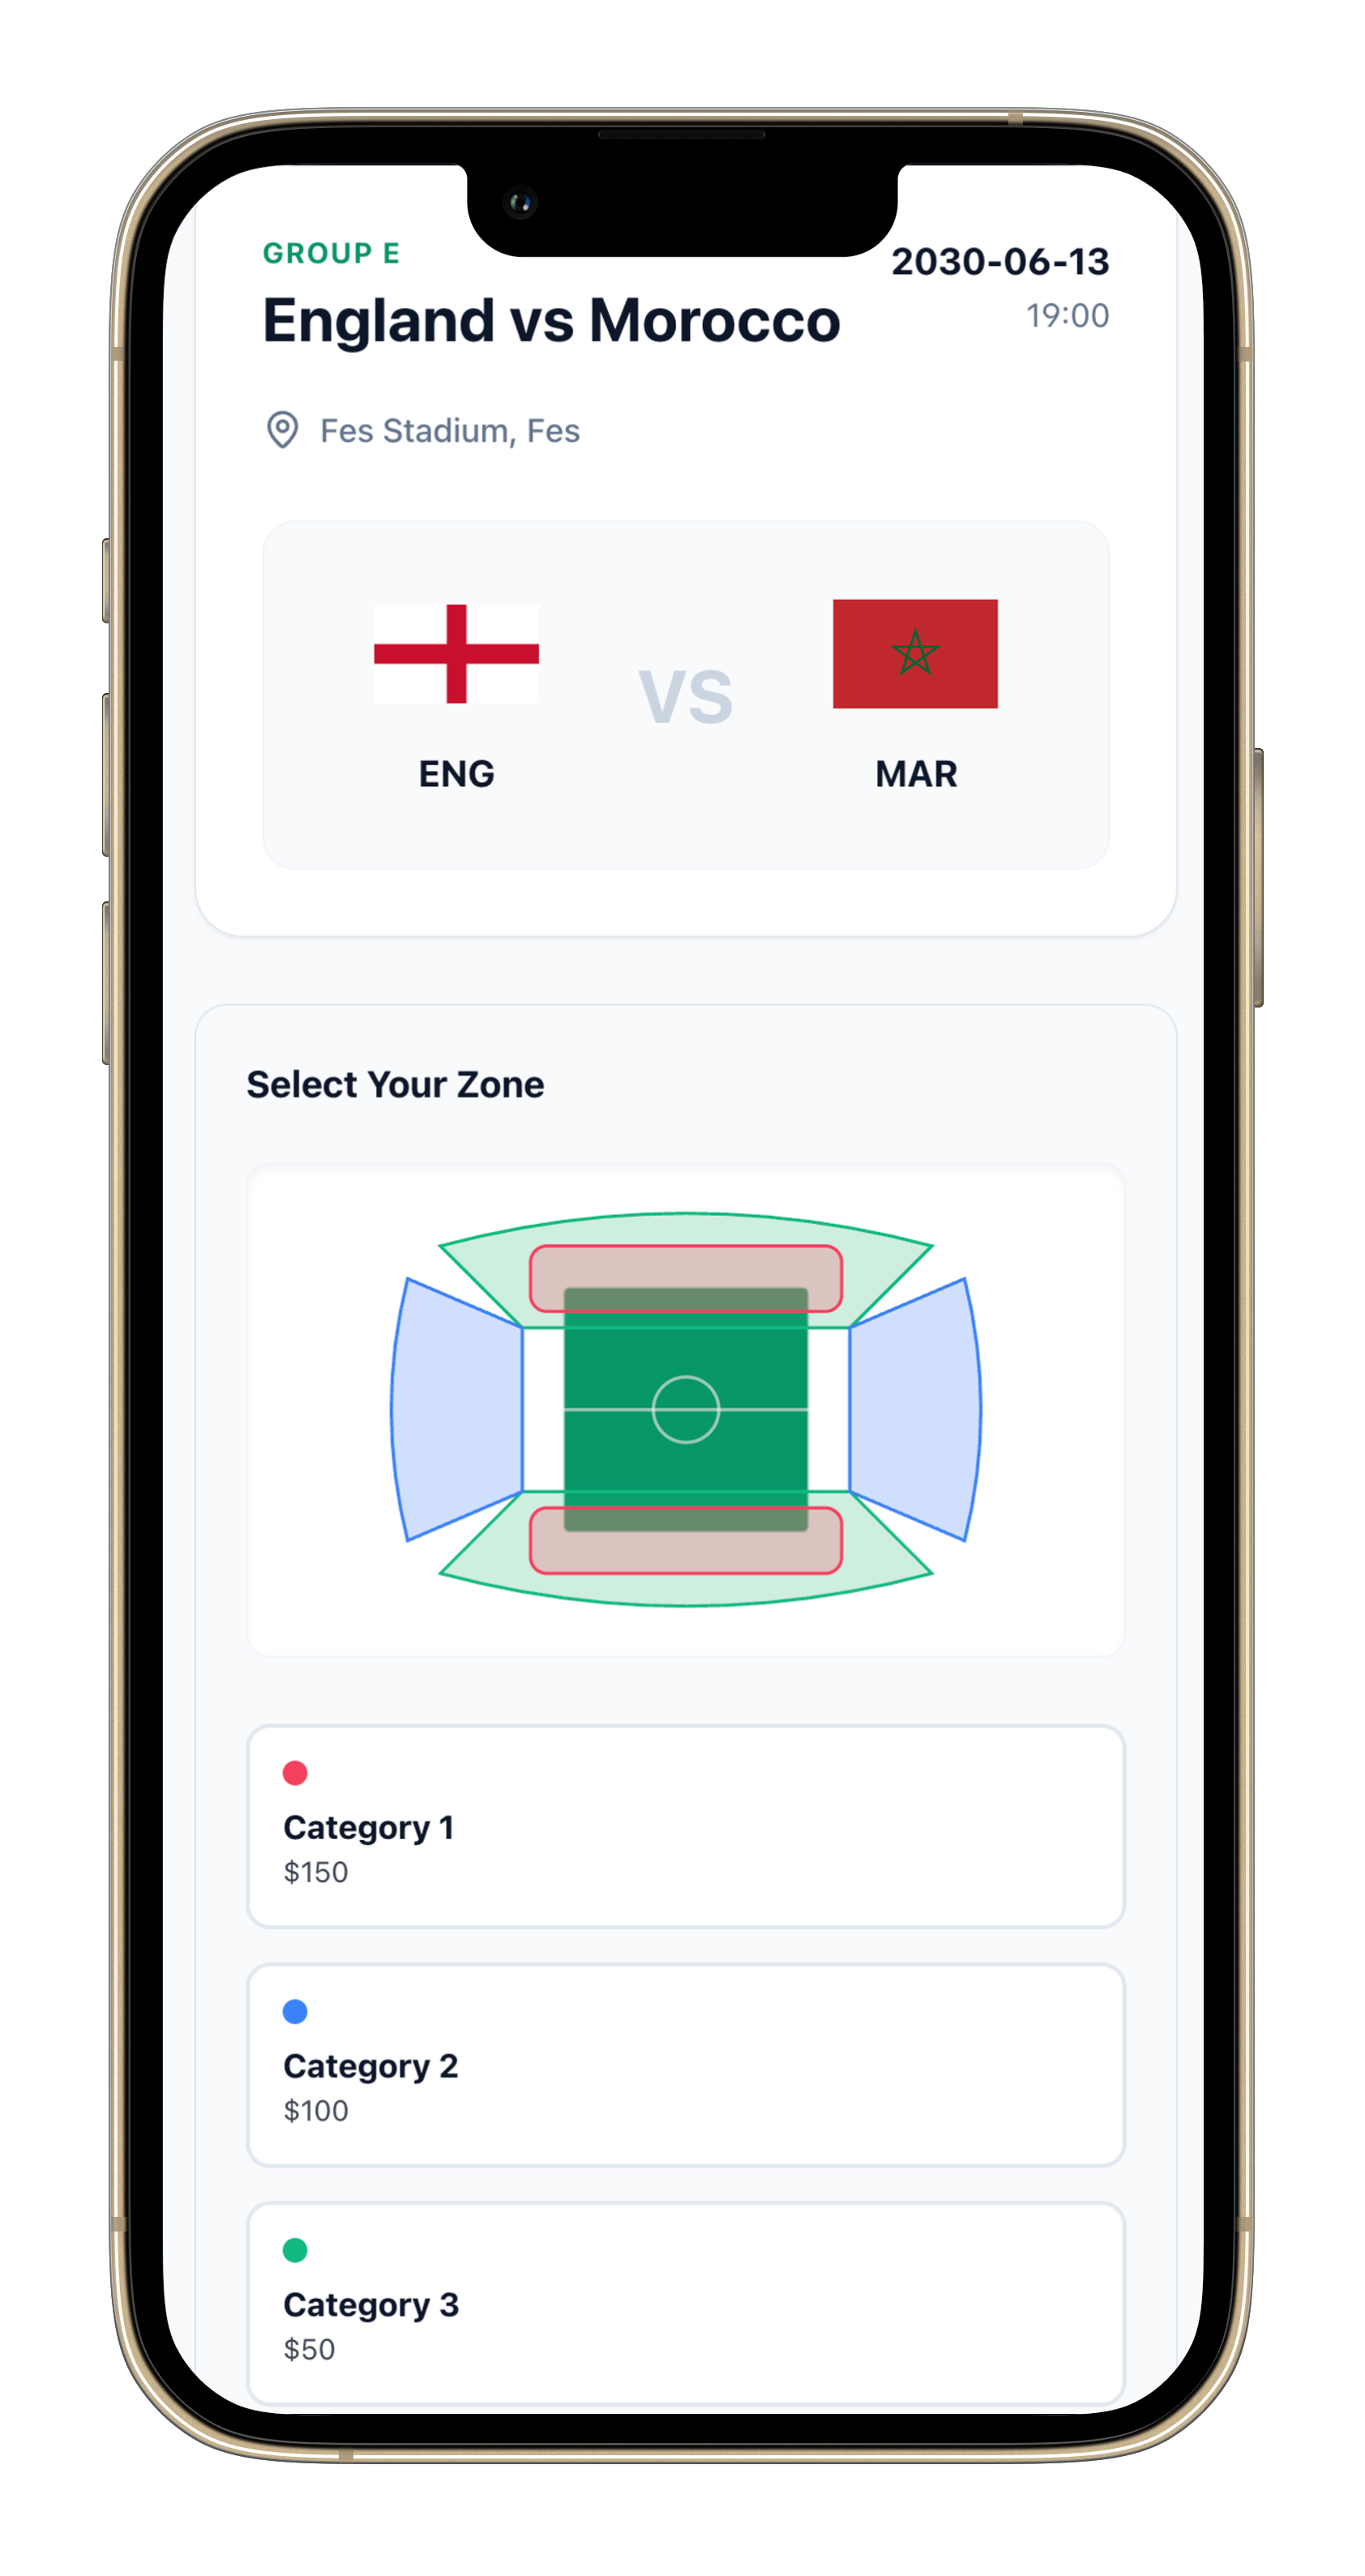 GROUP E
2030-06-13
England vs Morocco
19:00
Fes Stadium, Fes
VS
ENG
MAR
Select Your Zone
Category 1
$150
Category 2
$100
Category 3
$50